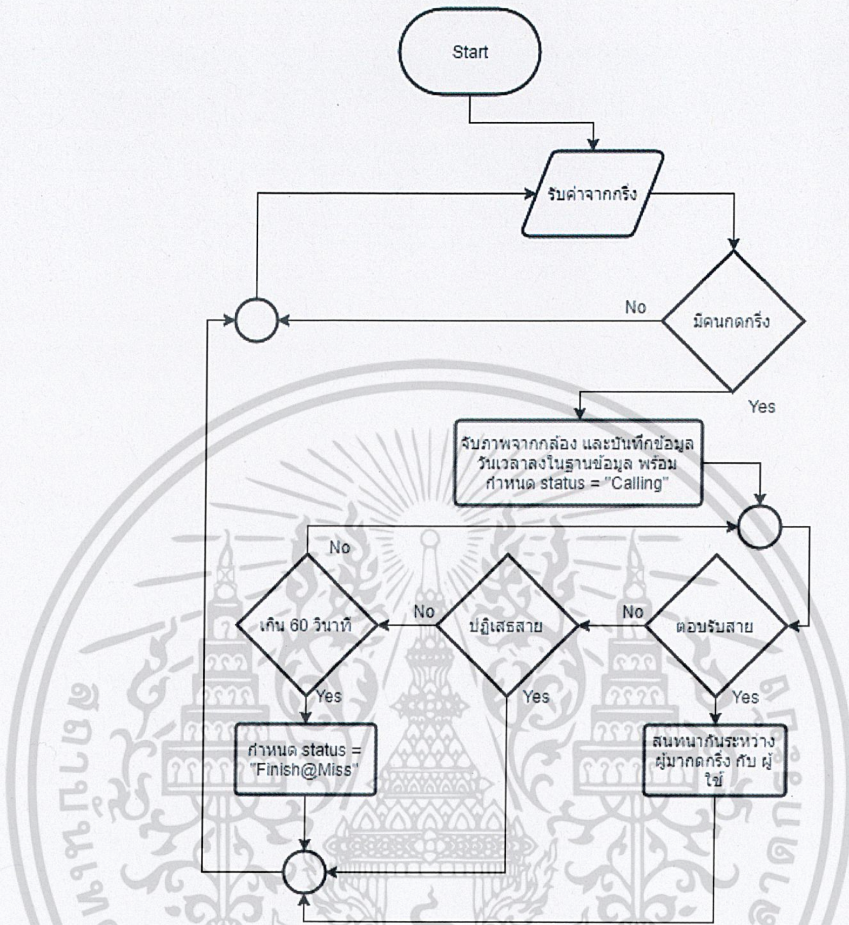 Start
รับค่าจากกริ่ง
มีคนกดกริ่ง
No
Yes
จับภาพจากกล่อง และบันทึกข้อมูล
วันเวลาลงในฐานข้อมูล พร้อม
กำหนด status = "Calling"
No
เกิน 60 วินาที
No
ปฏิเสธสาย
No
ตอบรับสาย
Yes
Yes
Yes
กำหนด status =
"Finish@Miss"
สนทนากันระหว่าง
ผู้มากดกริ่ง กับ ผู้
ใช้